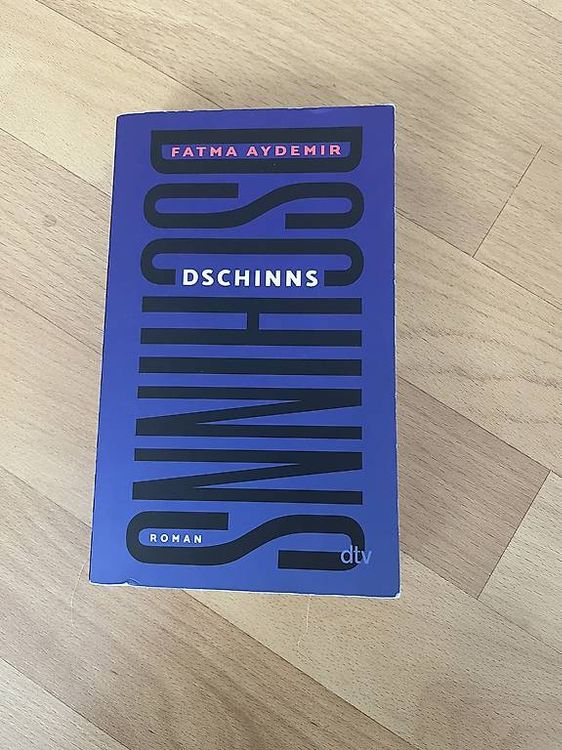 FATMA AYDEMIR
DSCHINNS
DSCHINNS
ROMAN
dtv